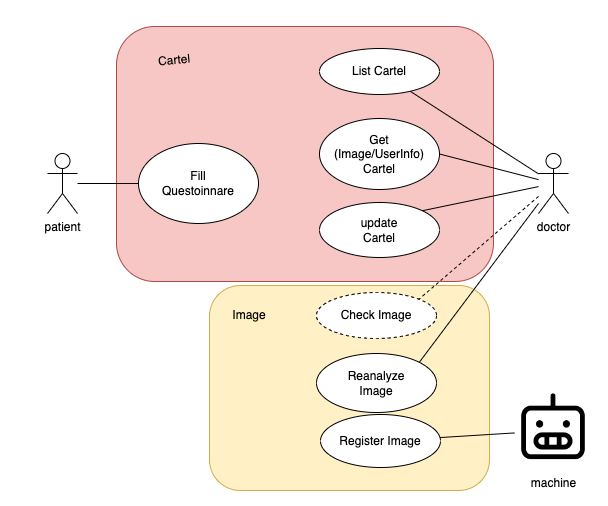 Cartel
List Cartel
Get
(Image/UserInfo)
Cartel
Fill
Questoinnare
update
Cartel
patient
doctor
Image
Check Image
Reanalyze
Image
Register Image
machine